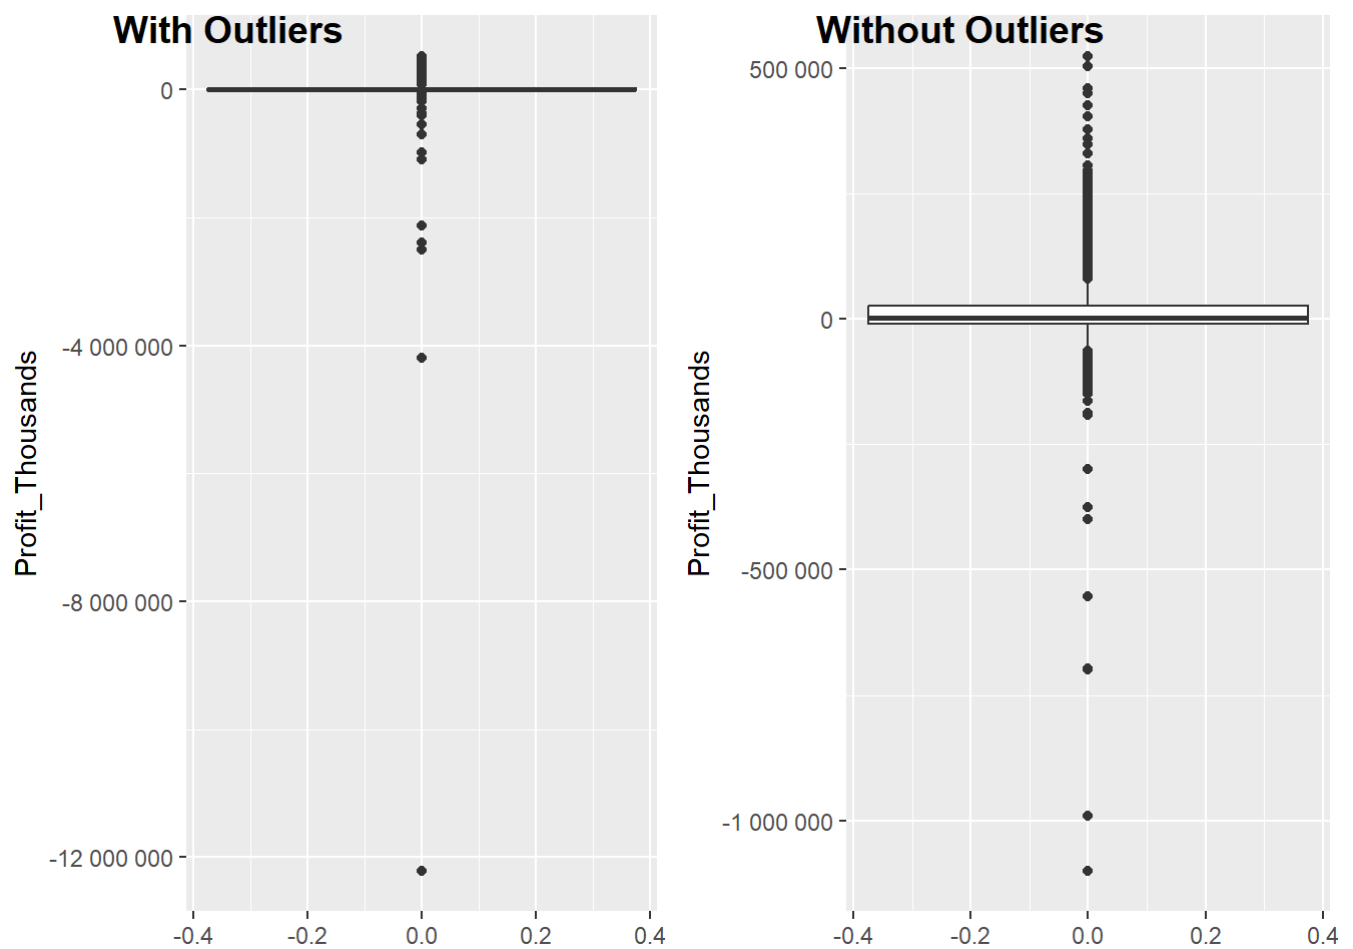 With Outliers
0
-4 000 000
-8 000 000
-12 000 000
Profit_Thousands
-0.4 -0.2 0.0 0.2 0.4
Without Outliers
500 000
0
-500 000
-1 000 000
Profit_Thousands
-0.4 -0.2 0.0 0.2 0.4